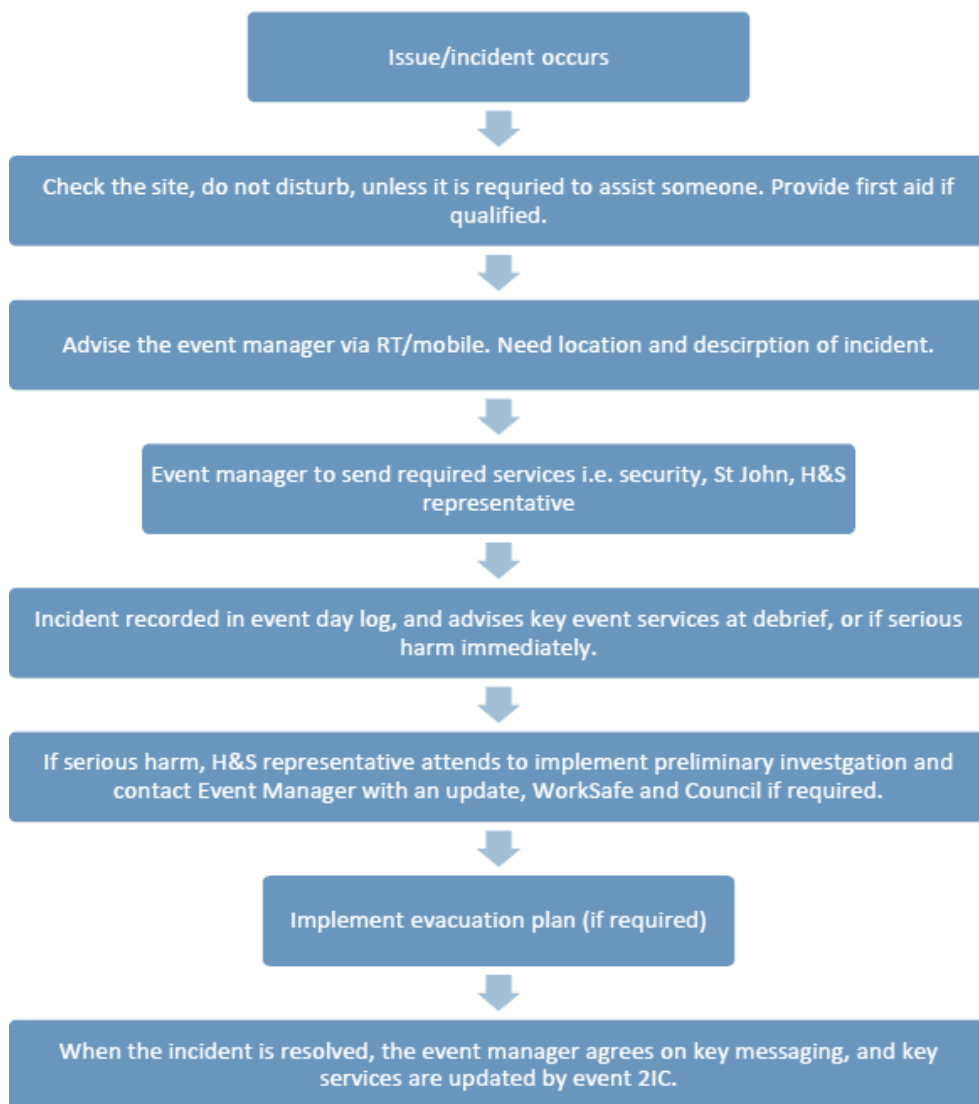 Issue/incident occurs
Check the site, do not disturb, unless it is requried to assist someone. Provide first aid if
qualified.
Advise the event manager via RT/mobile. Need location and descirption of incident.
Event manager to send required services i.e. security, St John, H&S
representative
Incident recorded in event day log, and advises key event services at debrief, or if serious
harm immediately.
If serious harm, H&S representative attends to implement preliminary investgation and
contact Event Manager with an update, WorkSafe and Council if required.
Implement evacuation plan (if required)
When the incident is resolved, the event manager agrees on key messaging, and key
services are updated by event 2IC.